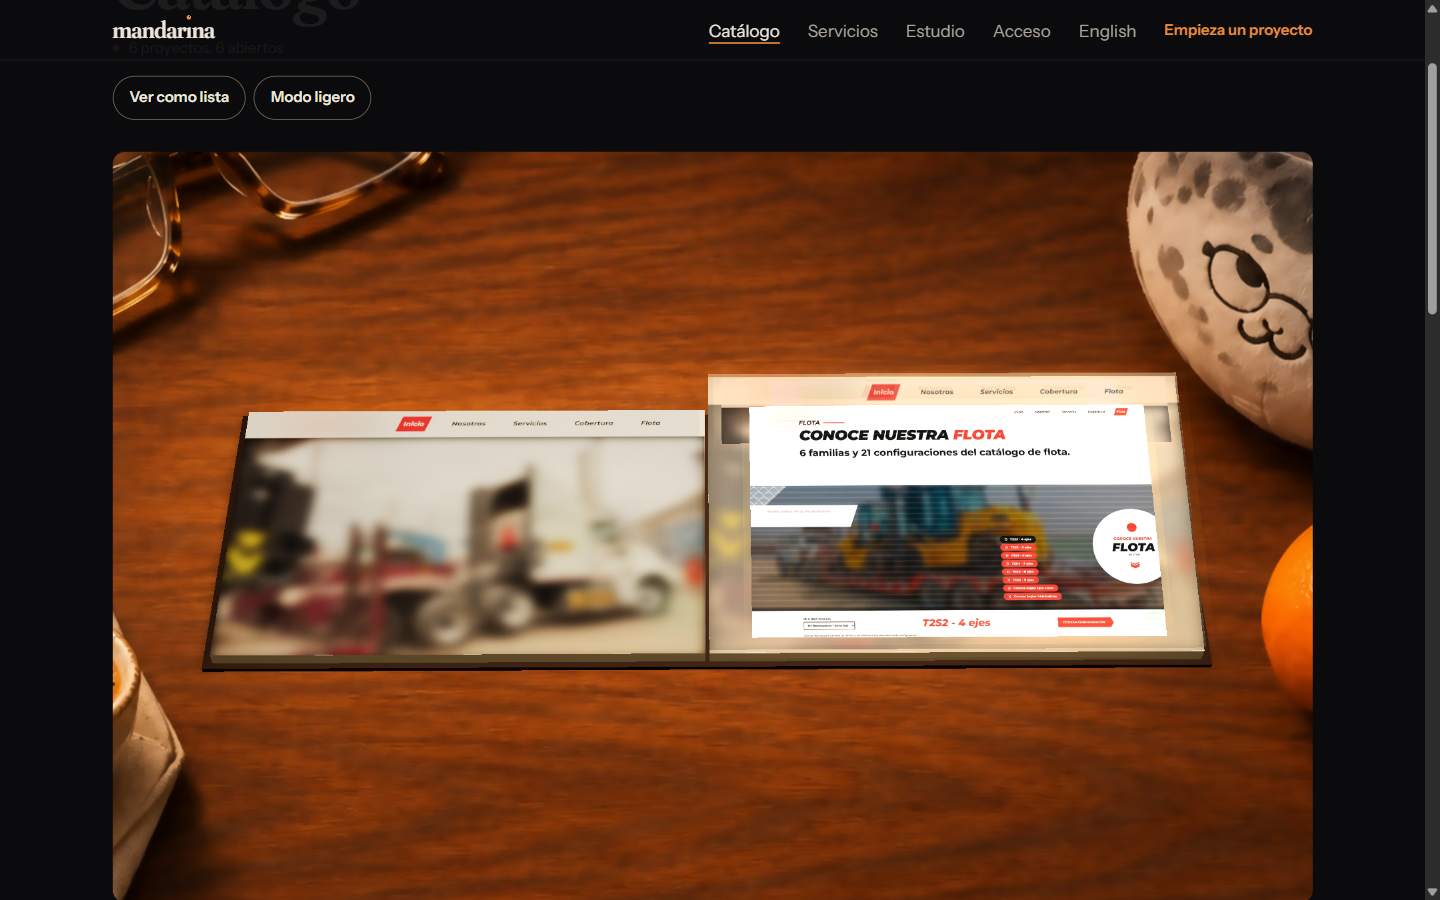 Catálogo
mandarina
6 proyectos, 6 abiertos
Catálogo
Servicios
Estudio
Acceso
English
Empieza un proyecto
Ver como lista
Modo ligero
Inicio
Nosotros
Servicios
Cobertura
Flota
Inicio
Nosotros
Servicios
Cobertura
Flota
FLOTA
CONOCE NUESTRA FLOTA
6 familias y 21 configuraciones del catálogo de flota.
CONOCE NUESTRA
FLOTA
T2S2 - 4 ejes